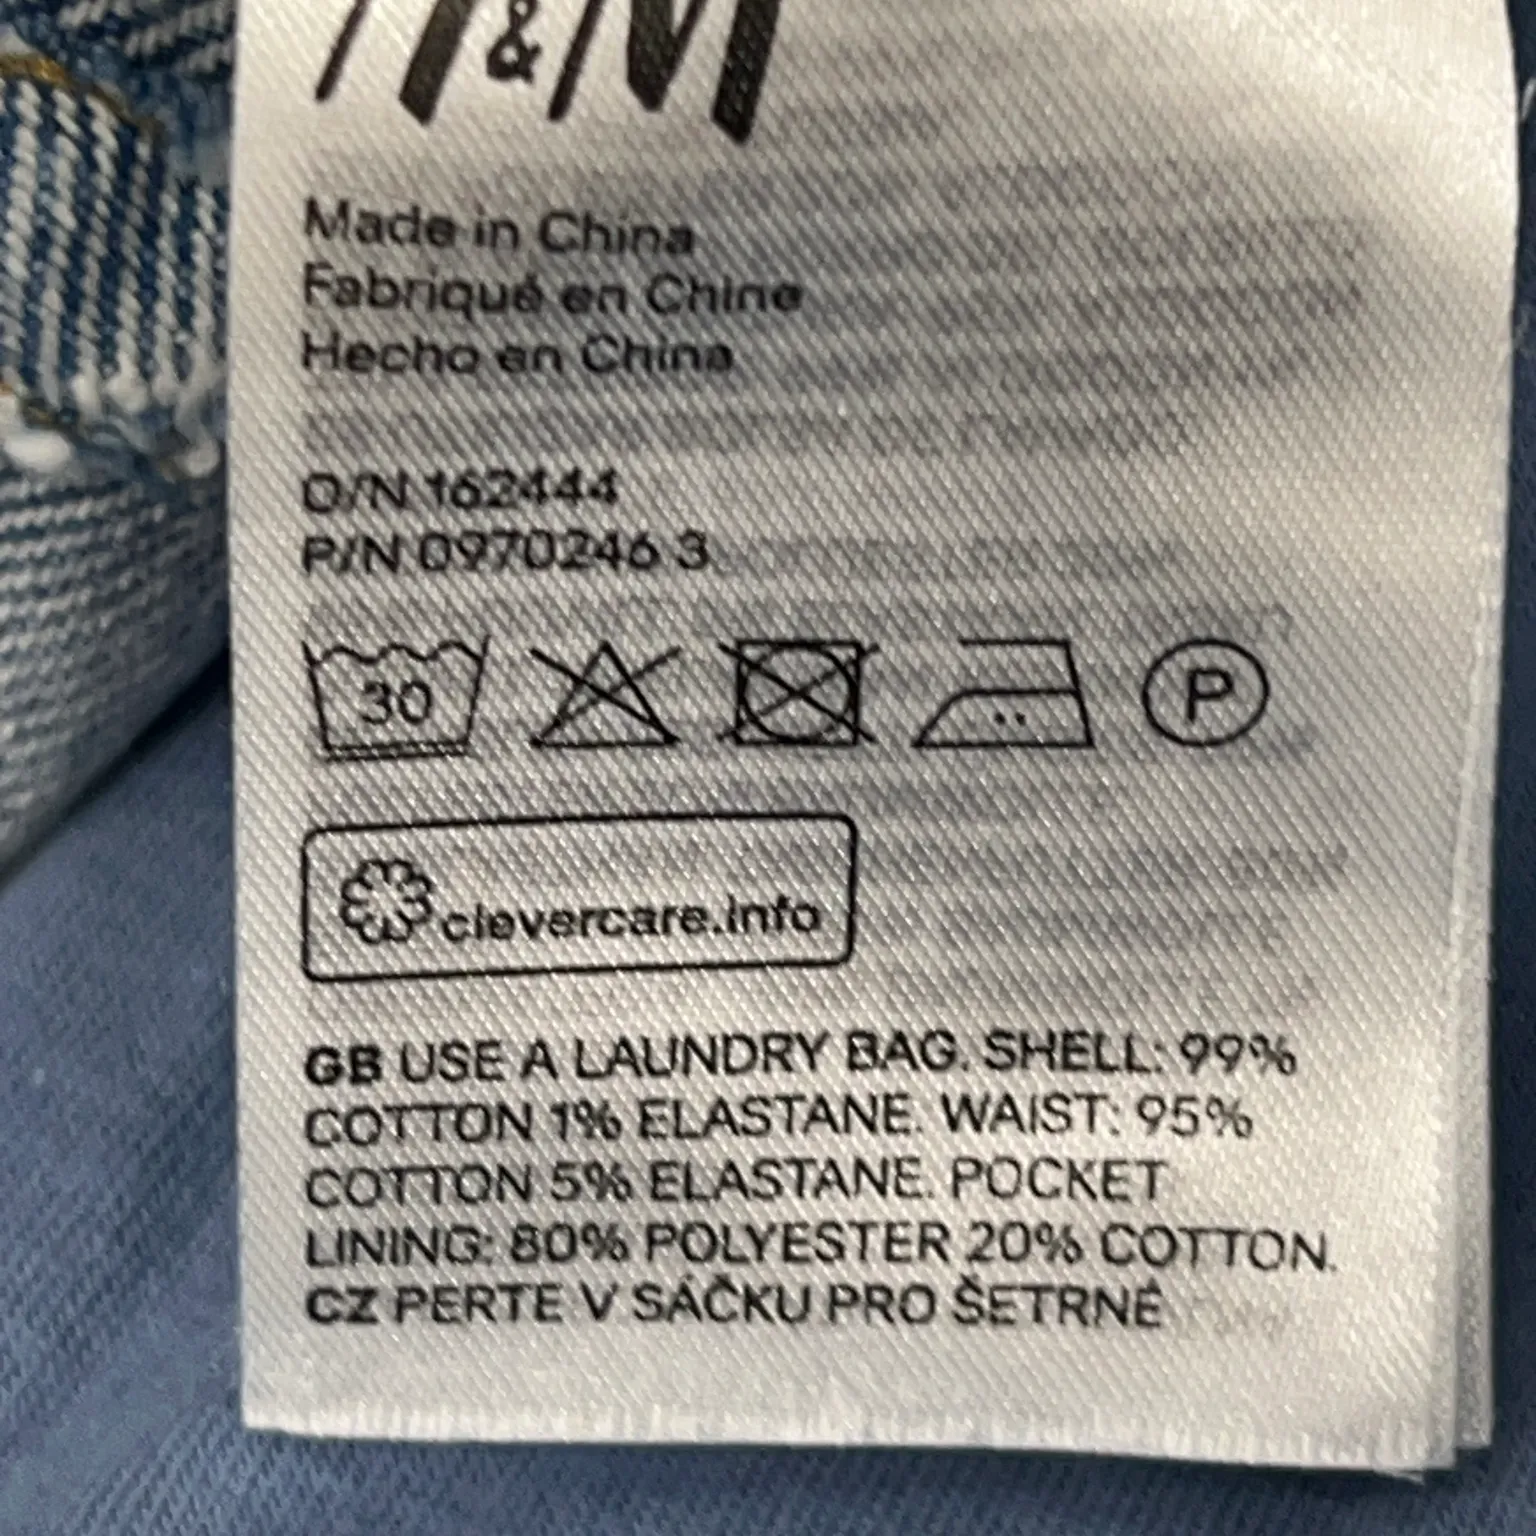 H&M
Made in China
Fabriqué en Chine
Hecho en China
O/N 162444
P/N 0970246 3
30 P
clevercare.info
GB USE A LAUNDRY BAG. SHELL: 99%
COTTON 1% ELASTANE. WAIST: 95%
COTTON 5% ELASTANE. POCKET
LINING: 80% POLYESTER 20% COTTON.
CZ PERTE V SÁČKU PRO ŠETRNÉ